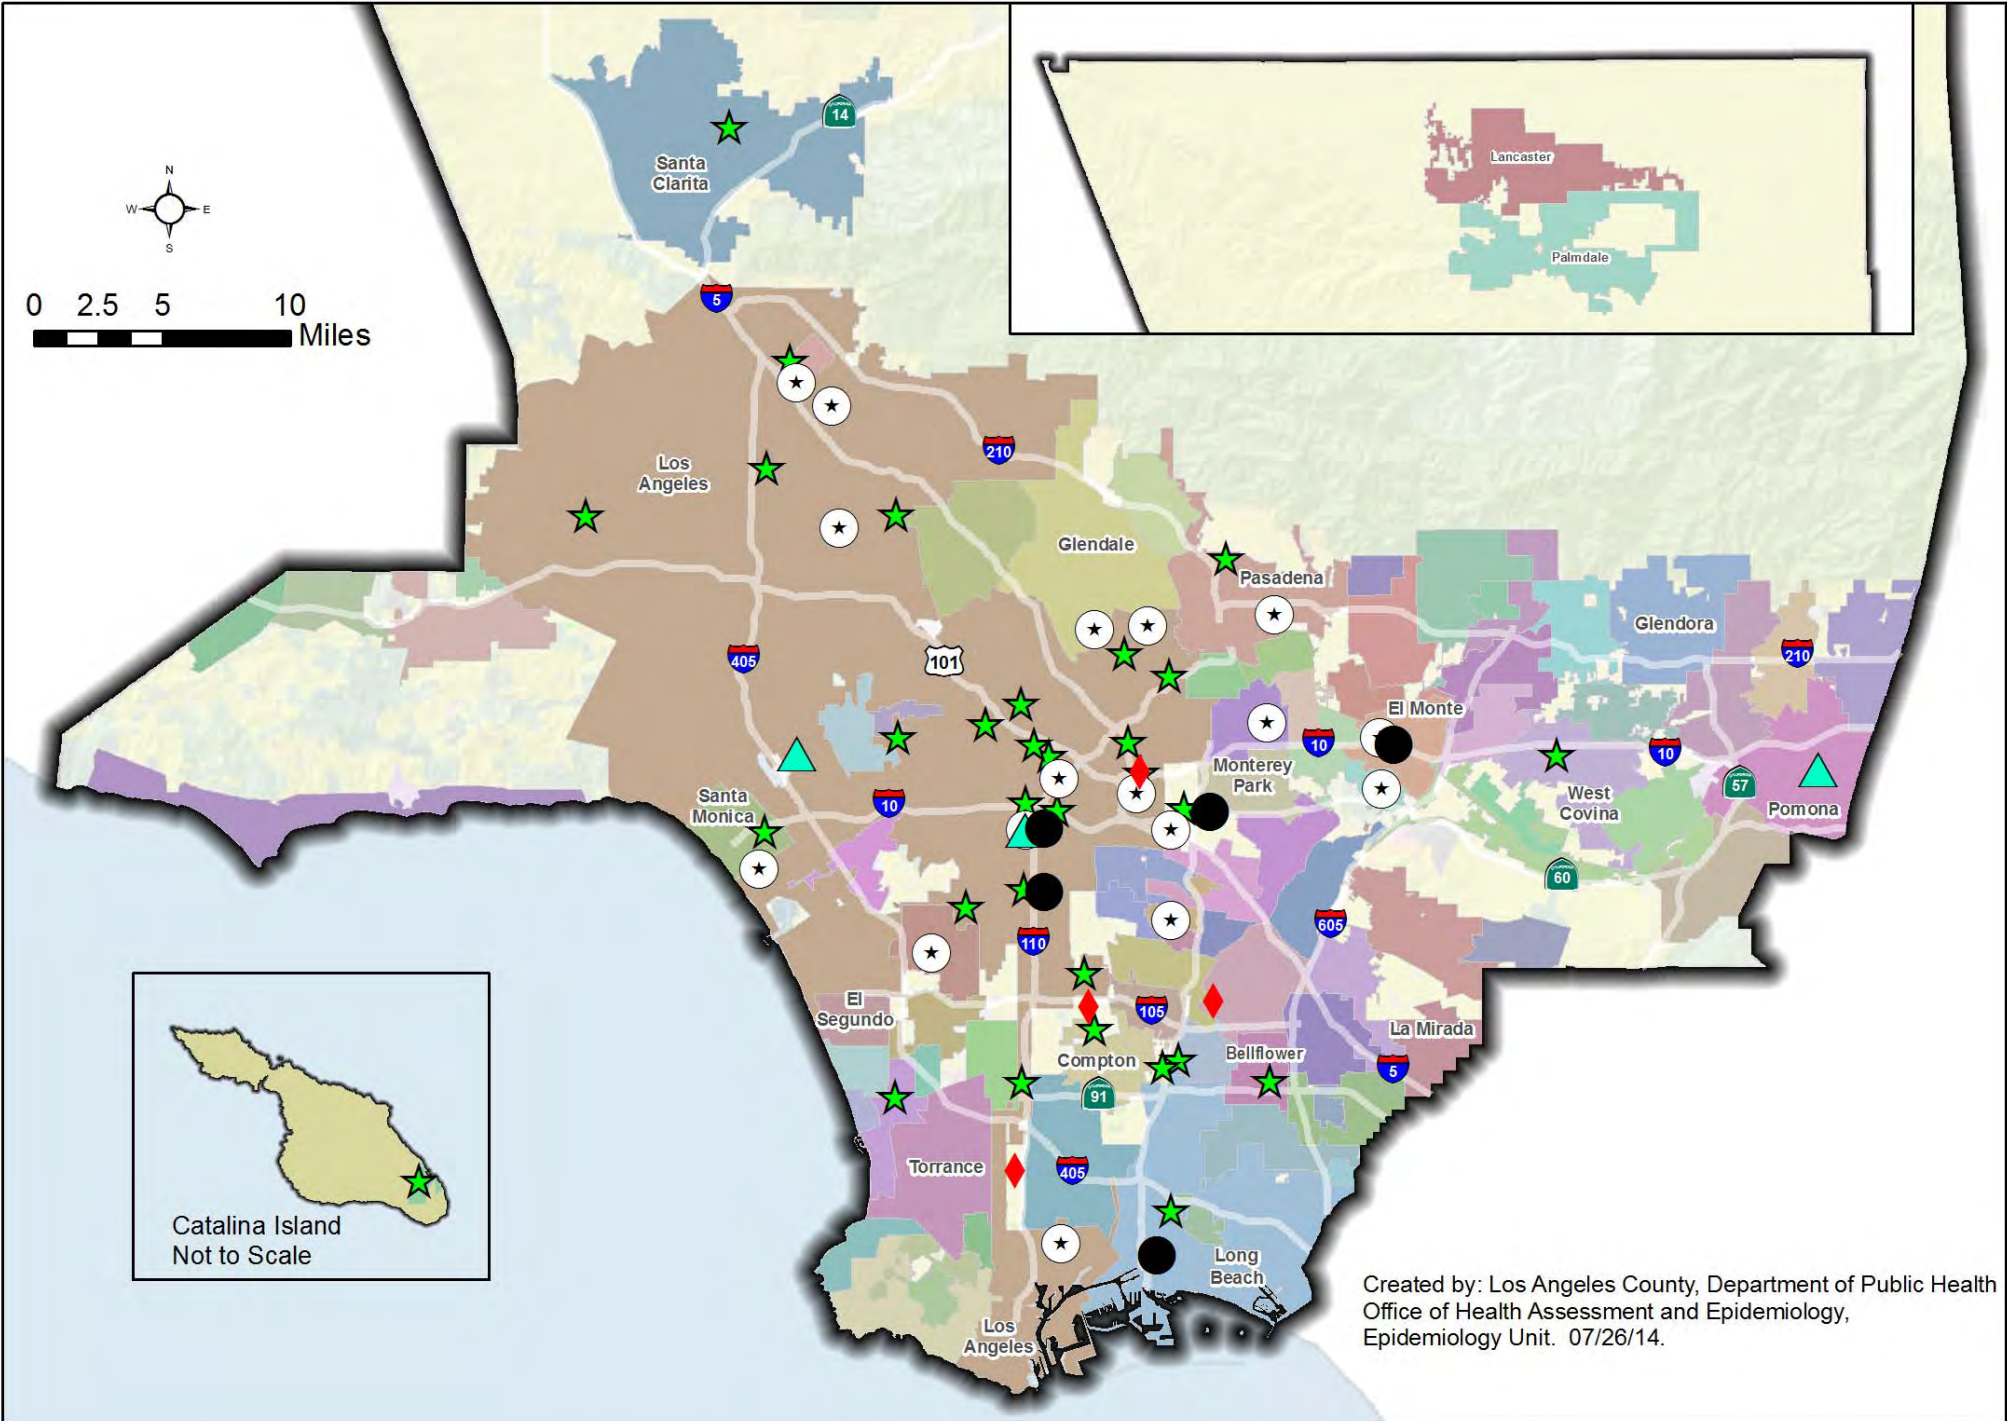 14
Santa
Clarita
Lancaster
Palmdale
N
W
E
S
0 2.5 5 10
Miles
5
Los
Angeles
210
Glendale
Pasadena
Glendora
405
101
210
El Monte
10
10
Monterey
Park
57
Santa
Monica
10
West
Covina
Pomona
60
605
110
El
Segundo
105
La Mirada
Compton
Bellflower
5
91
Torrance
405
Catalina Island
Not to Scale
Long
Beach
Los
Angeles
Created by: Los Angeles County, Department of Public Health
Office of Health Assessment and Epidemiology,
Epidemiology Unit. 07/26/14.